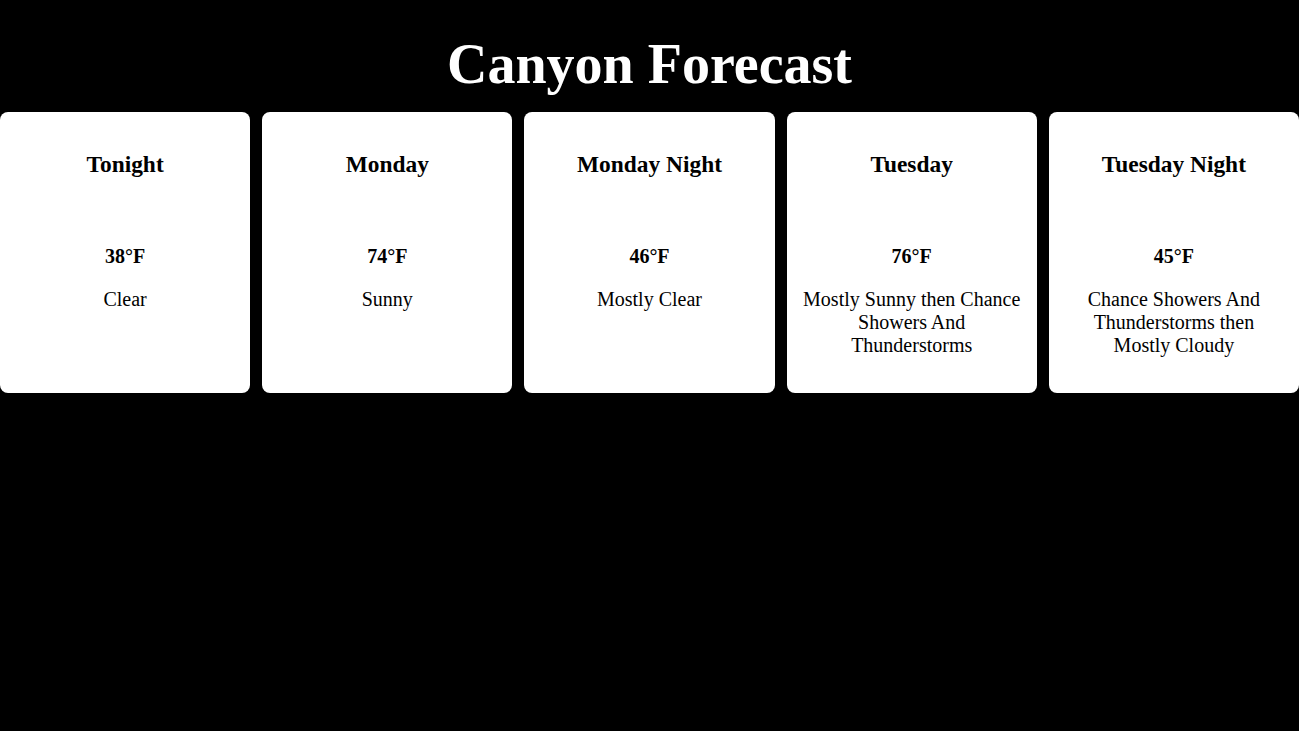 Canyon Forecast
Tonight
38°F
Clear
Monday
74°F
Sunny
Monday Night
46°F
Mostly Clear
Tuesday
76°F
Mostly Sunny then Chance
Showers And
Thunderstorms
Tuesday Night
45°F
Chance Showers And
Thunderstorms then
Mostly Cloudy